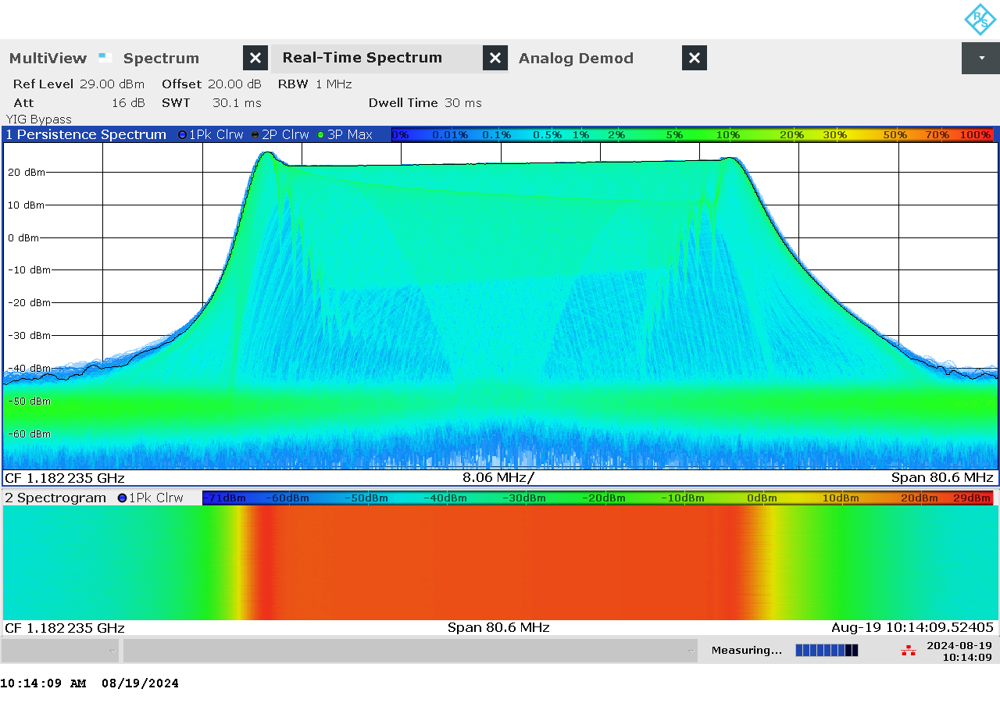 R/S
MultiView Spectrum Real-Time Spectrum Analog Demod
Ref Level 29.00 dBm Offset 20.00 dB RBW 1 MHz
Att 16 dB SWT 30.1 ms Dwell Time 30 ms
YIG Bypass
1 Persistence Spectrum 1Pk Clrw 2P Clrw 3P Max 0% 0.01% 0.1% 0.5% 1% 2% 5% 10% 20% 30% 50% 70% 100%
20 dBm
10 dBm
0 dBm
-10 dBm
-20 dBm
-30 dBm
-40 dBm
-50 dBm
-60 dBm
CF 1.182 235 GHz 8.06 MHz/ Span 80.6 MHz
2 Spectrogram 1Pk Clrw -71dBm -60dBm -50dBm -40dBm -30dBm -20dBm -10dBm 0dBm 10dBm 20dBm 29dBm
CF 1.182 235 GHz Span 80.6 MHz Aug-19 10:14:09.52405
Measuring... 2024-08-19
10:14:09
10:14:09 AM 08/19/2024